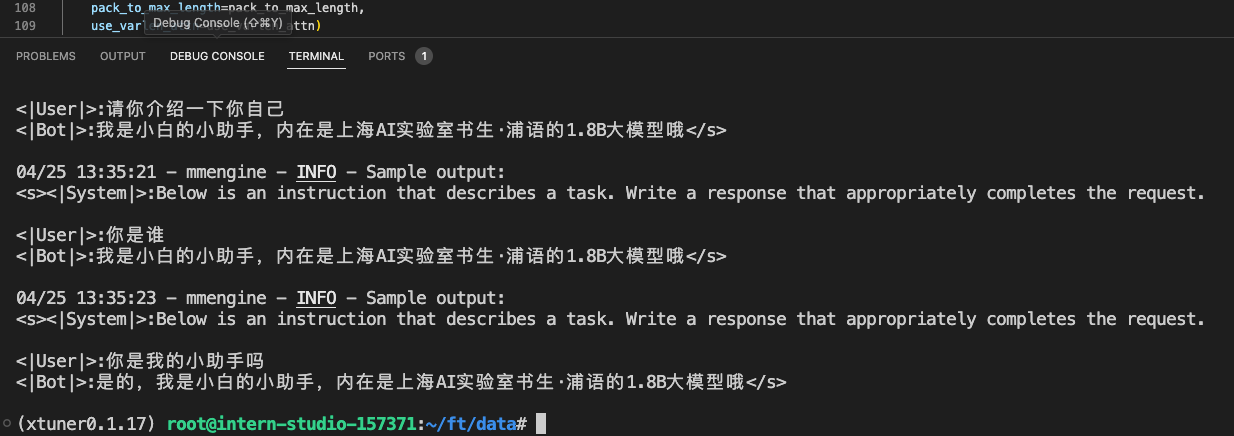 108 pack_to_max_length=pack_to_max_length,
109 use_varlen_attn=use_varlen_attn)
Debug Console (⇧⌘Y)
PROBLEMS OUTPUT DEBUG CONSOLE TERMINAL PORTS 1
<|User|>:请你介绍一下你自己
<|Bot|>:我是小白的小助手，内在是上海AI实验室书生·浦语的1.8B大模型哦</s>
04/25 13:35:21 - mmengine - INFO - Sample output:
<s><|System|>:Below is an instruction that describes a task. Write a response that appropriately completes the request.
<|User|>:你是谁
<|Bot|>:我是小白的小助手，内在是上海AI实验室书生·浦语的1.8B大模型哦</s>
04/25 13:35:23 - mmengine - INFO - Sample output:
<s><|System|>:Below is an instruction that describes a task. Write a response that appropriately completes the request.
<|User|>:你是我的小助手吗
<|Bot|>:是的，我是小白的小助手，内在是上海AI实验室书生·浦语的1.8B大模型哦</s>
(xtuner0.1.17) root@intern-studio-157371:~/ft/data#